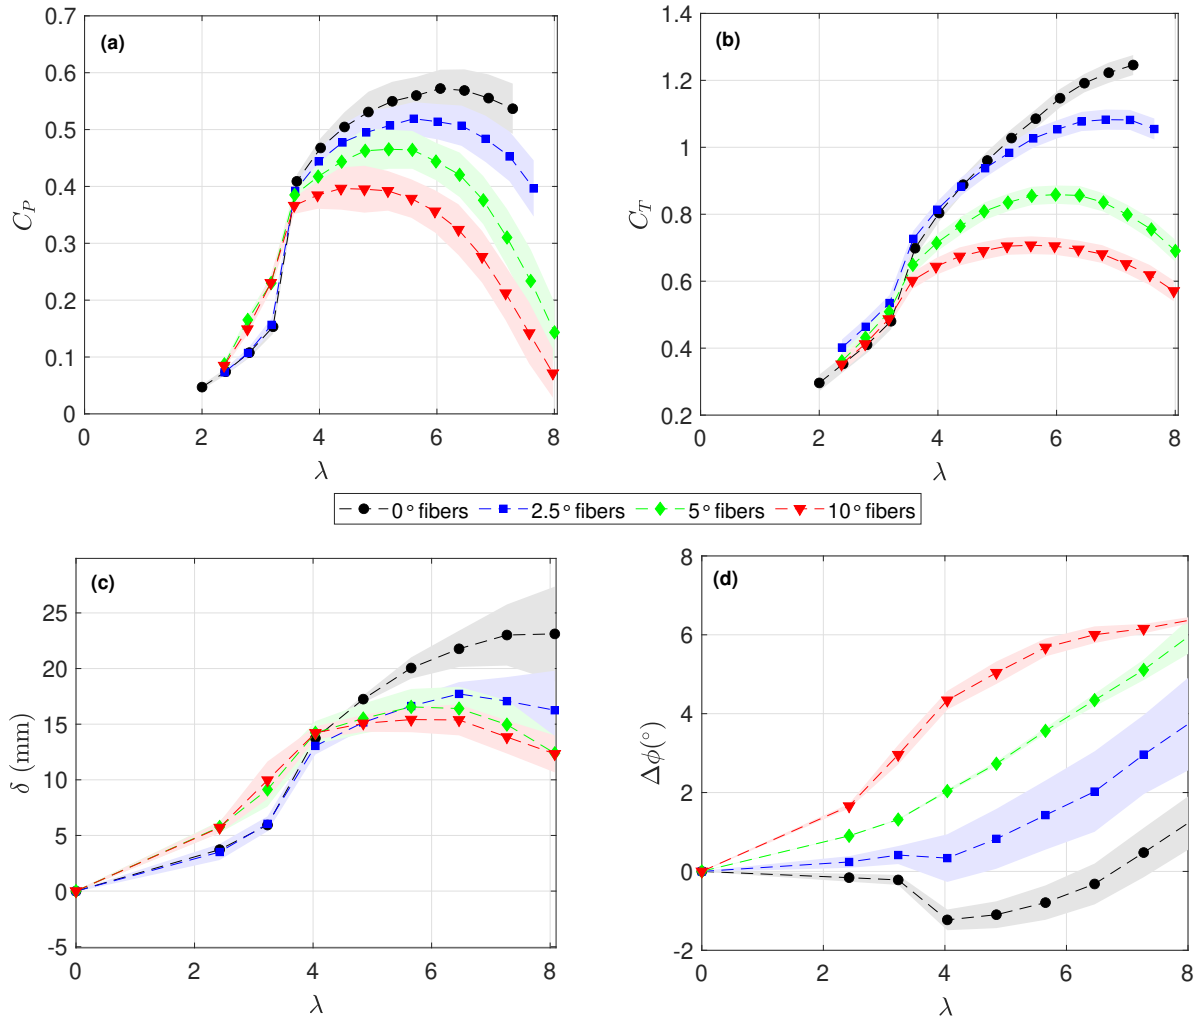 (a)
C_P
0.7
0.6
0.5
0.4
0.3
0.2
0.1
0
0 2 4 6 8
λ
(b)
C_T
1.4
1.2
1
0.8
0.6
0.4
0.2
0 2 4 6 8
λ
0° fibers 2.5° fibers 5° fibers 10° fibers
(c)
δ (mm)
25
20
15
10
5
0
-5
0 2 4 6 8
λ
(d)
Δϕ(°)
8
6
4
2
0
-2
0 2 4 6 8
λ